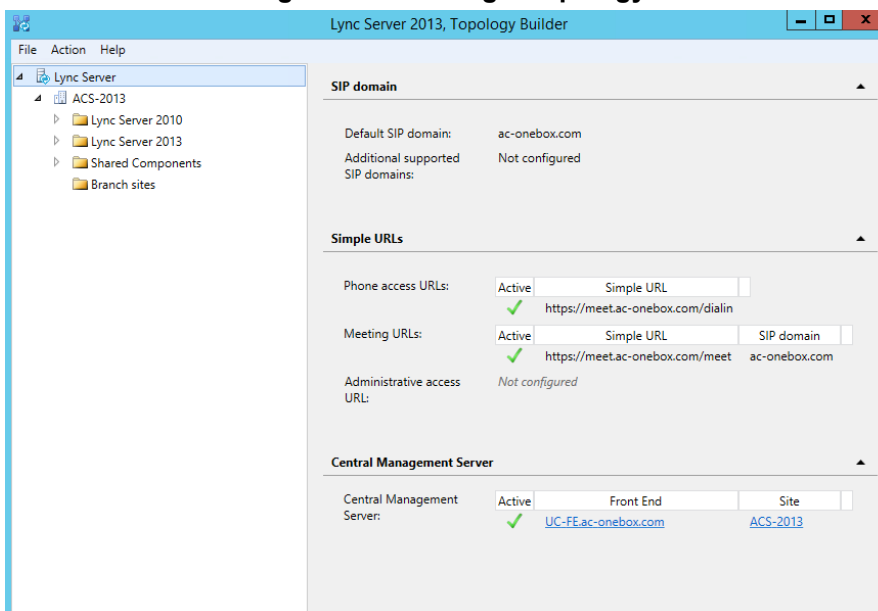 Lync Server 2013, Topology Builder
File Action Help
Lync Server
ACS-2013
Lync Server 2010
Lync Server 2013
Shared Components
Branch sites
SIP domain
Default SIP domain: ac-onebox.com
Additional supported Not configured
SIP domains:
Simple URLs
Phone access URLs: Active Simple URL
https://meet.ac-onebox.com/dialin
Meeting URLs: Active Simple URL SIP domain
https://meet.ac-onebox.com/meet ac-onebox.com
Administrative access Not configured
URL:
Central Management Server
Central Management Active Front End Site
Server: UC-FE.ac-onebox.com ACS-2013